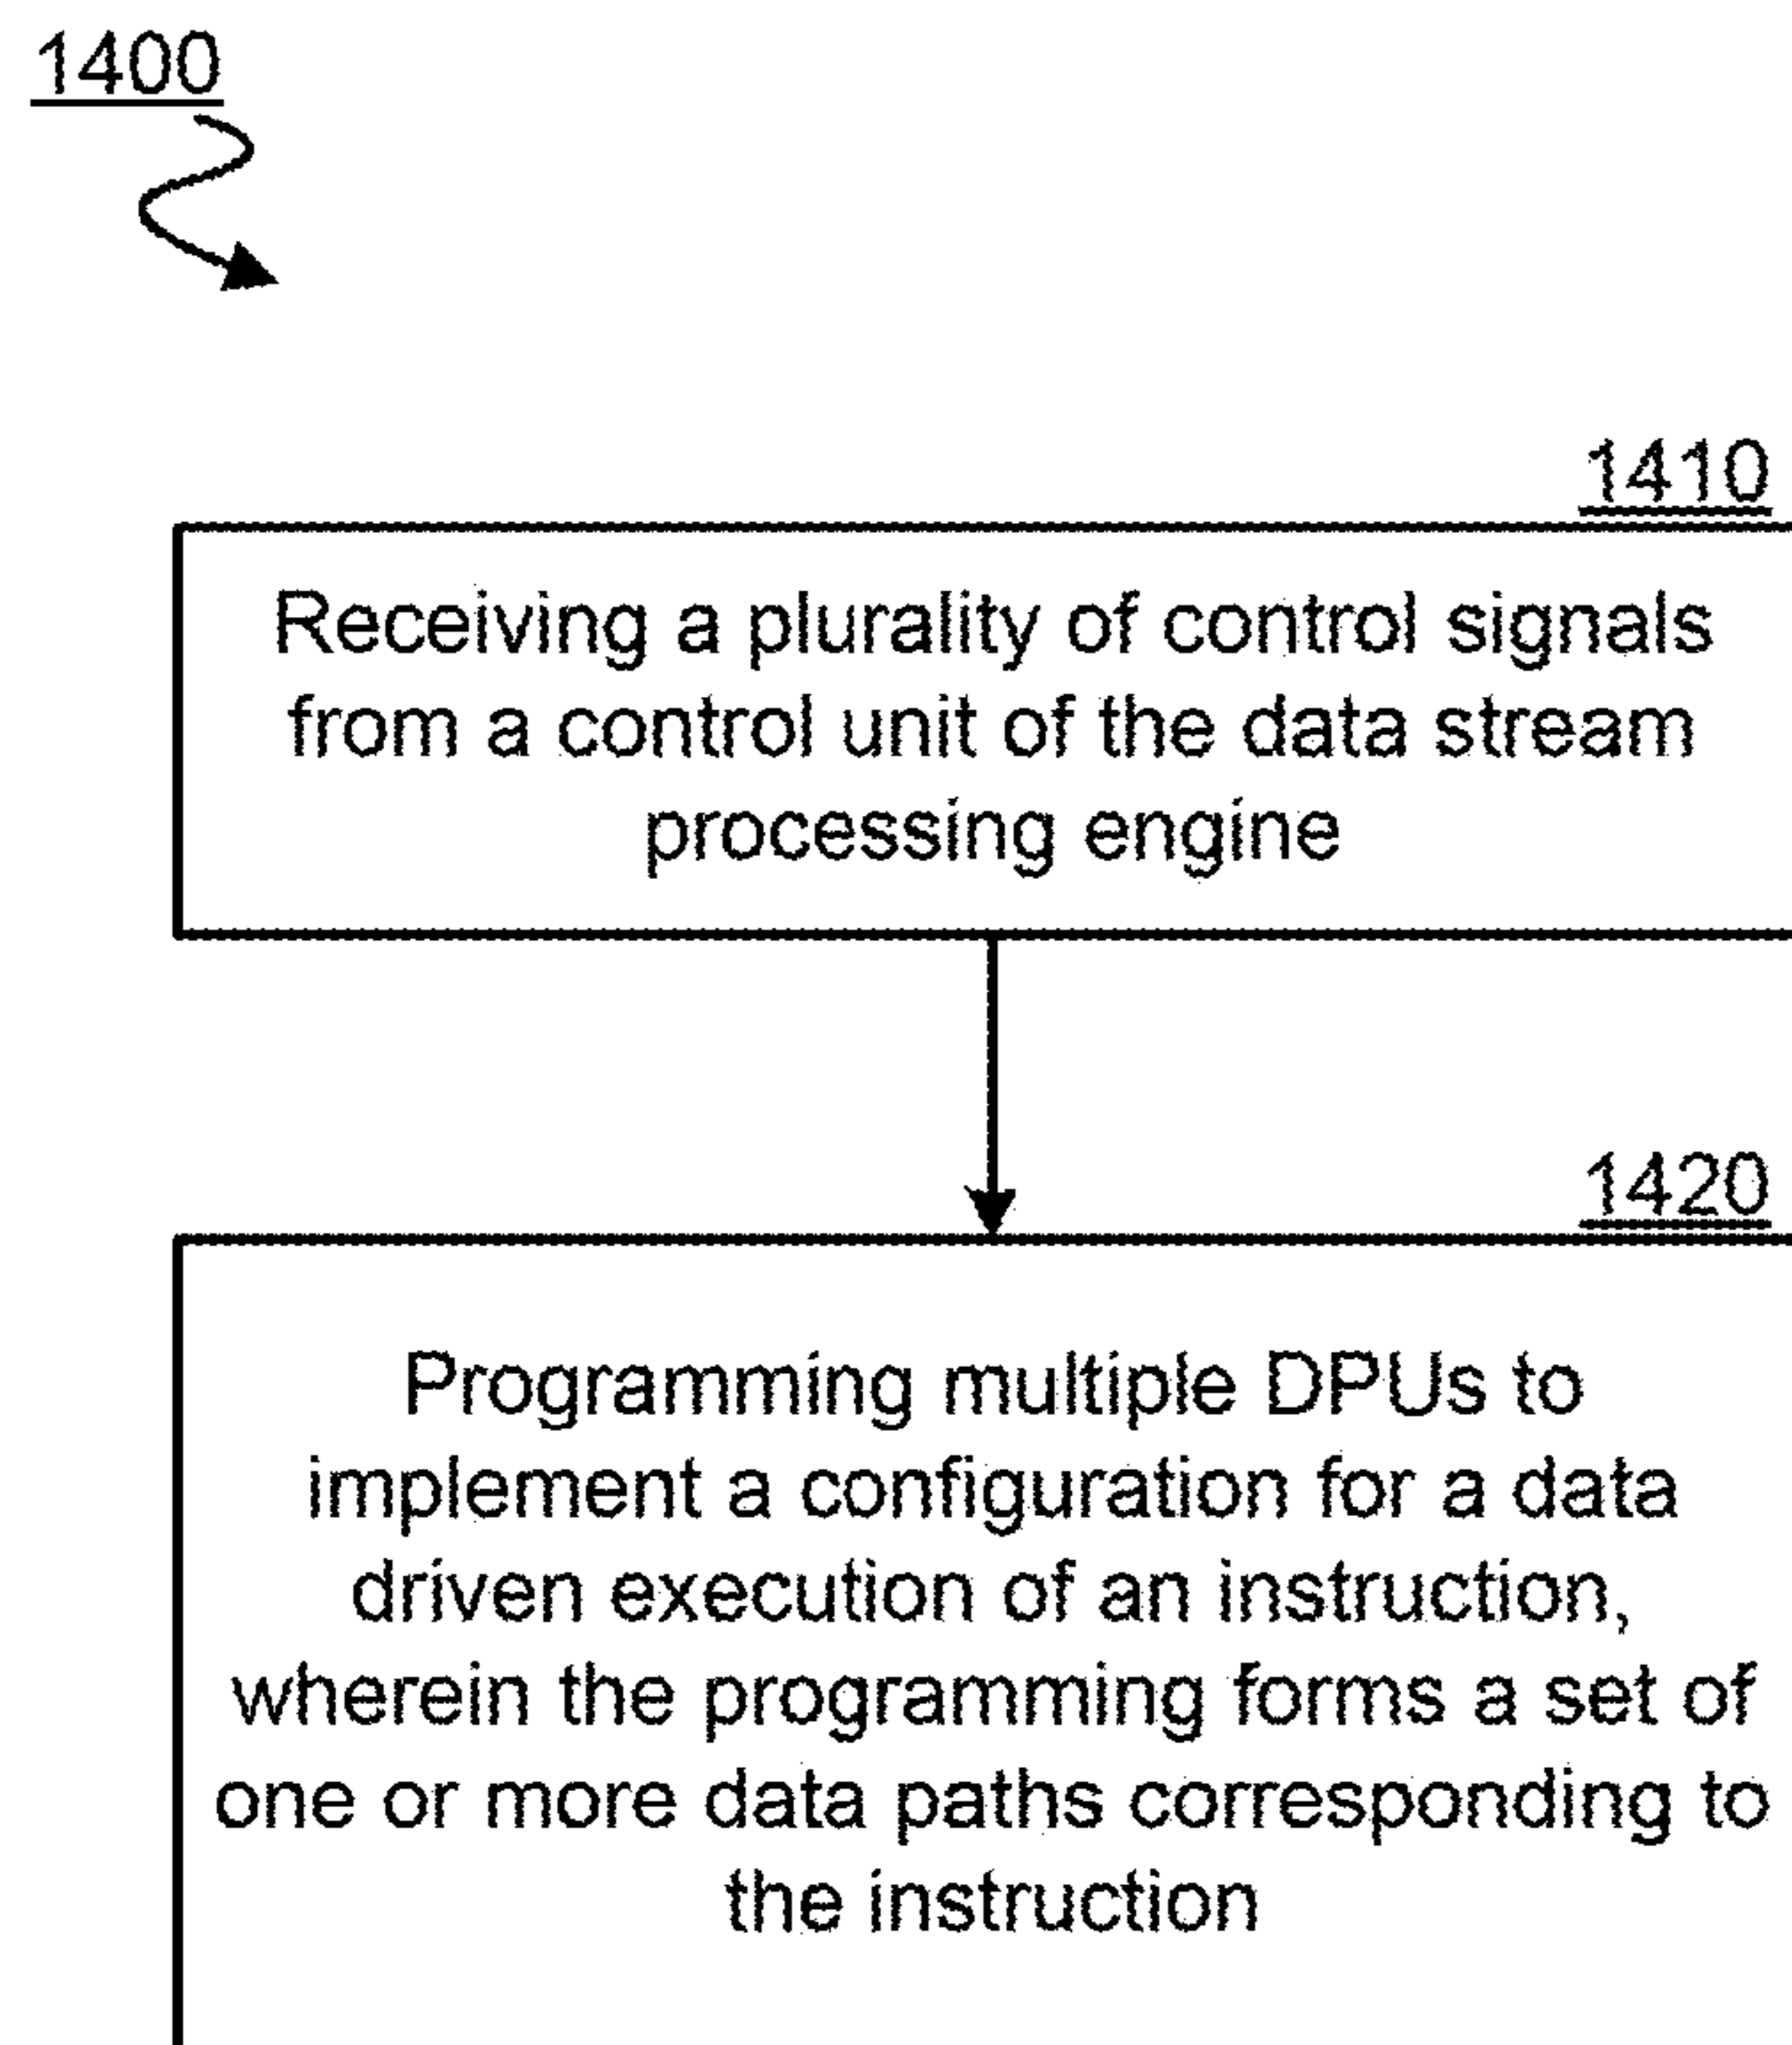 1400
1410
Receiving a plurality of control signals
from a control unit of the data stream
processing engine
1420
Programming multiple DPUs to
implement a configuration for a data
driven execution of an instruction,
wherein the programming forms a set of
one or more data paths corresponding to
the instruction